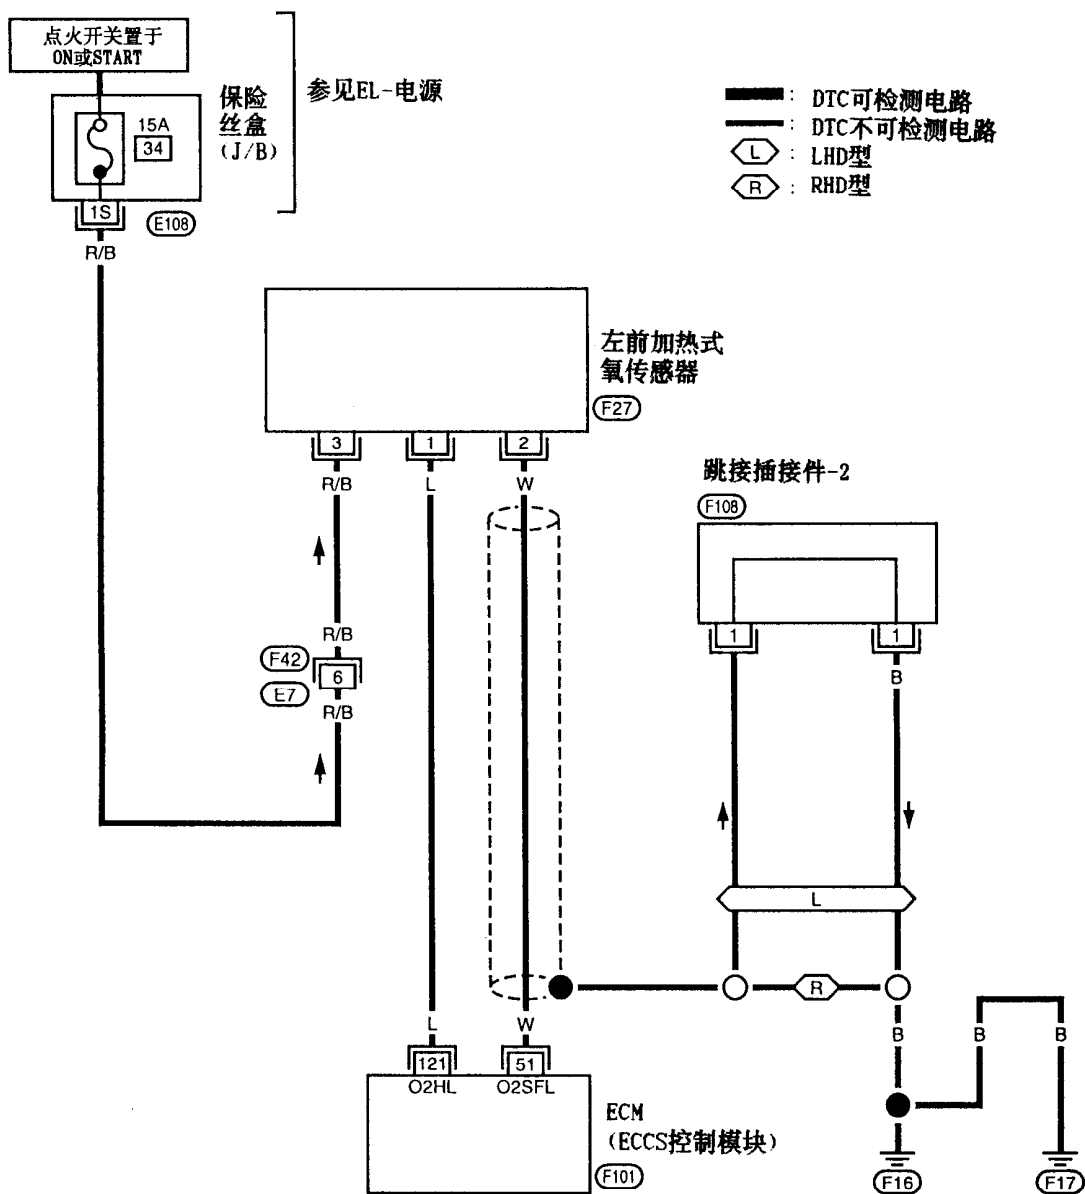 点火开关置于
ON或START
保险
丝盒
(J/B)
参见EL-电源
15A
34
1S
E108
R/B
DTC可检测电路
DTC不可检测电路
L : LHD型
R : RHD型
左前加热式
氧传感器
F27
3 1 2
R/B L W
跳接插接件-2
F108
1 1
B
R/B
F42
6
E7
R/B
L
R
L W
B B B
121 51
O2HL O2SFL
ECM
(ECCS控制模块)
F101
F16 F17